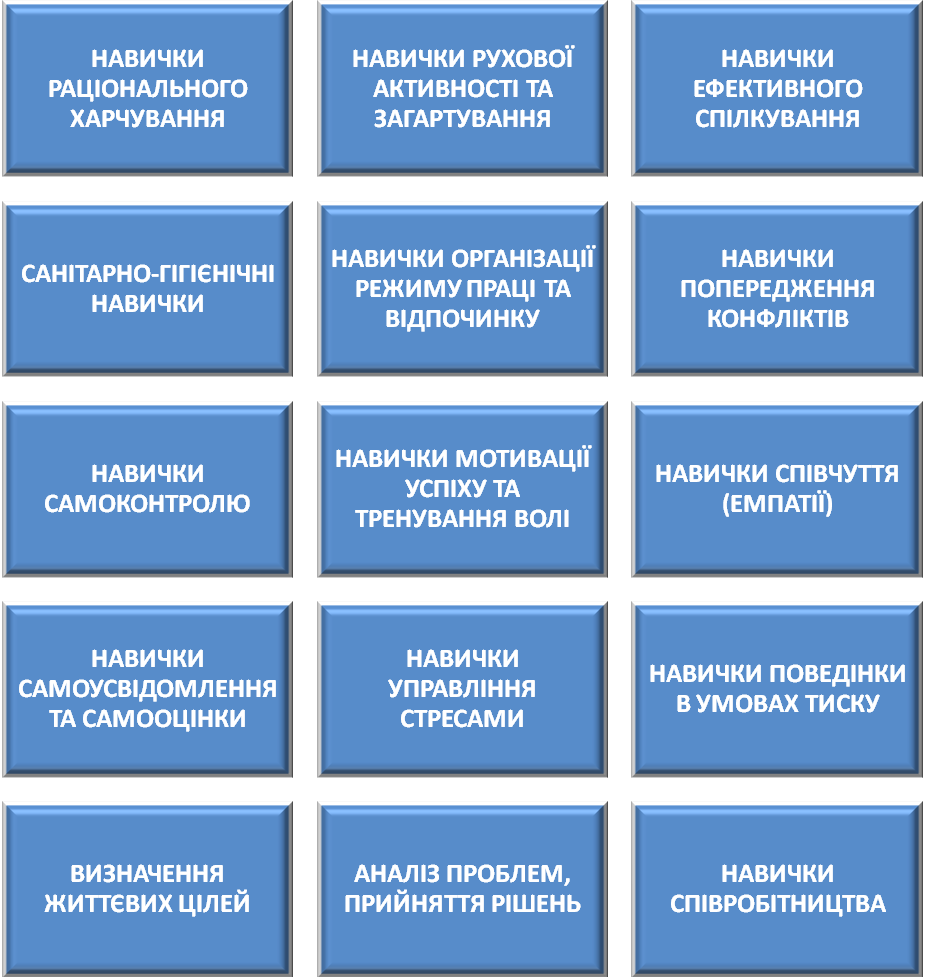 НАВИЧКИ
РАЦІОНАЛЬНОГО
ХАРЧУВАННЯ
НАВИЧКИ РУХОВОЇ
АКТИВНОСТІ ТА
ЗАГАРТУВАННЯ
НАВИЧКИ
ЕФЕКТИВНОГО
СПІЛКУВАННЯ
САНІТАРНО-ГІГІЄНІЧНІ
НАВИЧКИ
НАВИЧКИ ОРГАНІЗАЦІЇ
РЕЖИМУ ПРАЦІ ТА
ВІДПОЧИНКУ
НАВИЧКИ
ПОПЕРЕДЖЕННЯ
КОНФЛІКТІВ
НАВИЧКИ
САМОКОНТРОЛЮ
НАВИЧКИ МОТИВАЦІЇ
УСПІХУ ТА
ТРЕНУВАННЯ ВОЛІ
НАВИЧКИ СПІВЧУТТЯ
(ЕМПАТІЇ)
НАВИЧКИ
САМОУСВІДОМЛЕННЯ
ТА САМООЦІНКИ
НАВИЧКИ
УПРАВЛІННЯ
СТРЕСАМИ
НАВИЧКИ ПОВЕДІНКИ
В УМОВАХ ТИСКУ
ВИЗНАЧЕННЯ
ЖИТТЄВИХ ЦІЛЕЙ
АНАЛІЗ ПРОБЛЕМ,
ПРИЙНЯТТЯ РІШЕНЬ
НАВИЧКИ
СПІВРОБІТНИЦТВА